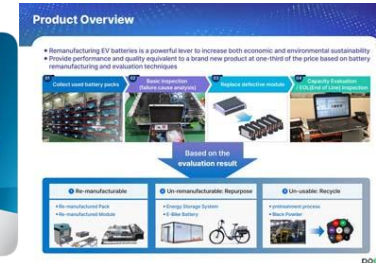 Product Overview
• Remanufacturing EV batteries is a powerful lever to increase both economic and environmental sustainability
• Provide performance and quality equivalent to a brand new product at one-third of the price based on battery
remanufacturing and evaluation techniques
01
Collect used battery packs
02
Basic Inspection
(failure cause analysis)
03
Replace defective module
04
Capacity Evaluation
/ EOL(End of Line) Inspection
Based on the
evaluation result
1 Re-manufacturable
• Re-manufactured Pack
• Re-manufactured Module
2 Un-remanufacturable: Repurpose
• Energy Storage System
• E-Bike Battery
3 Un-usable: Recycle
• pretreatment process
• Black Powder